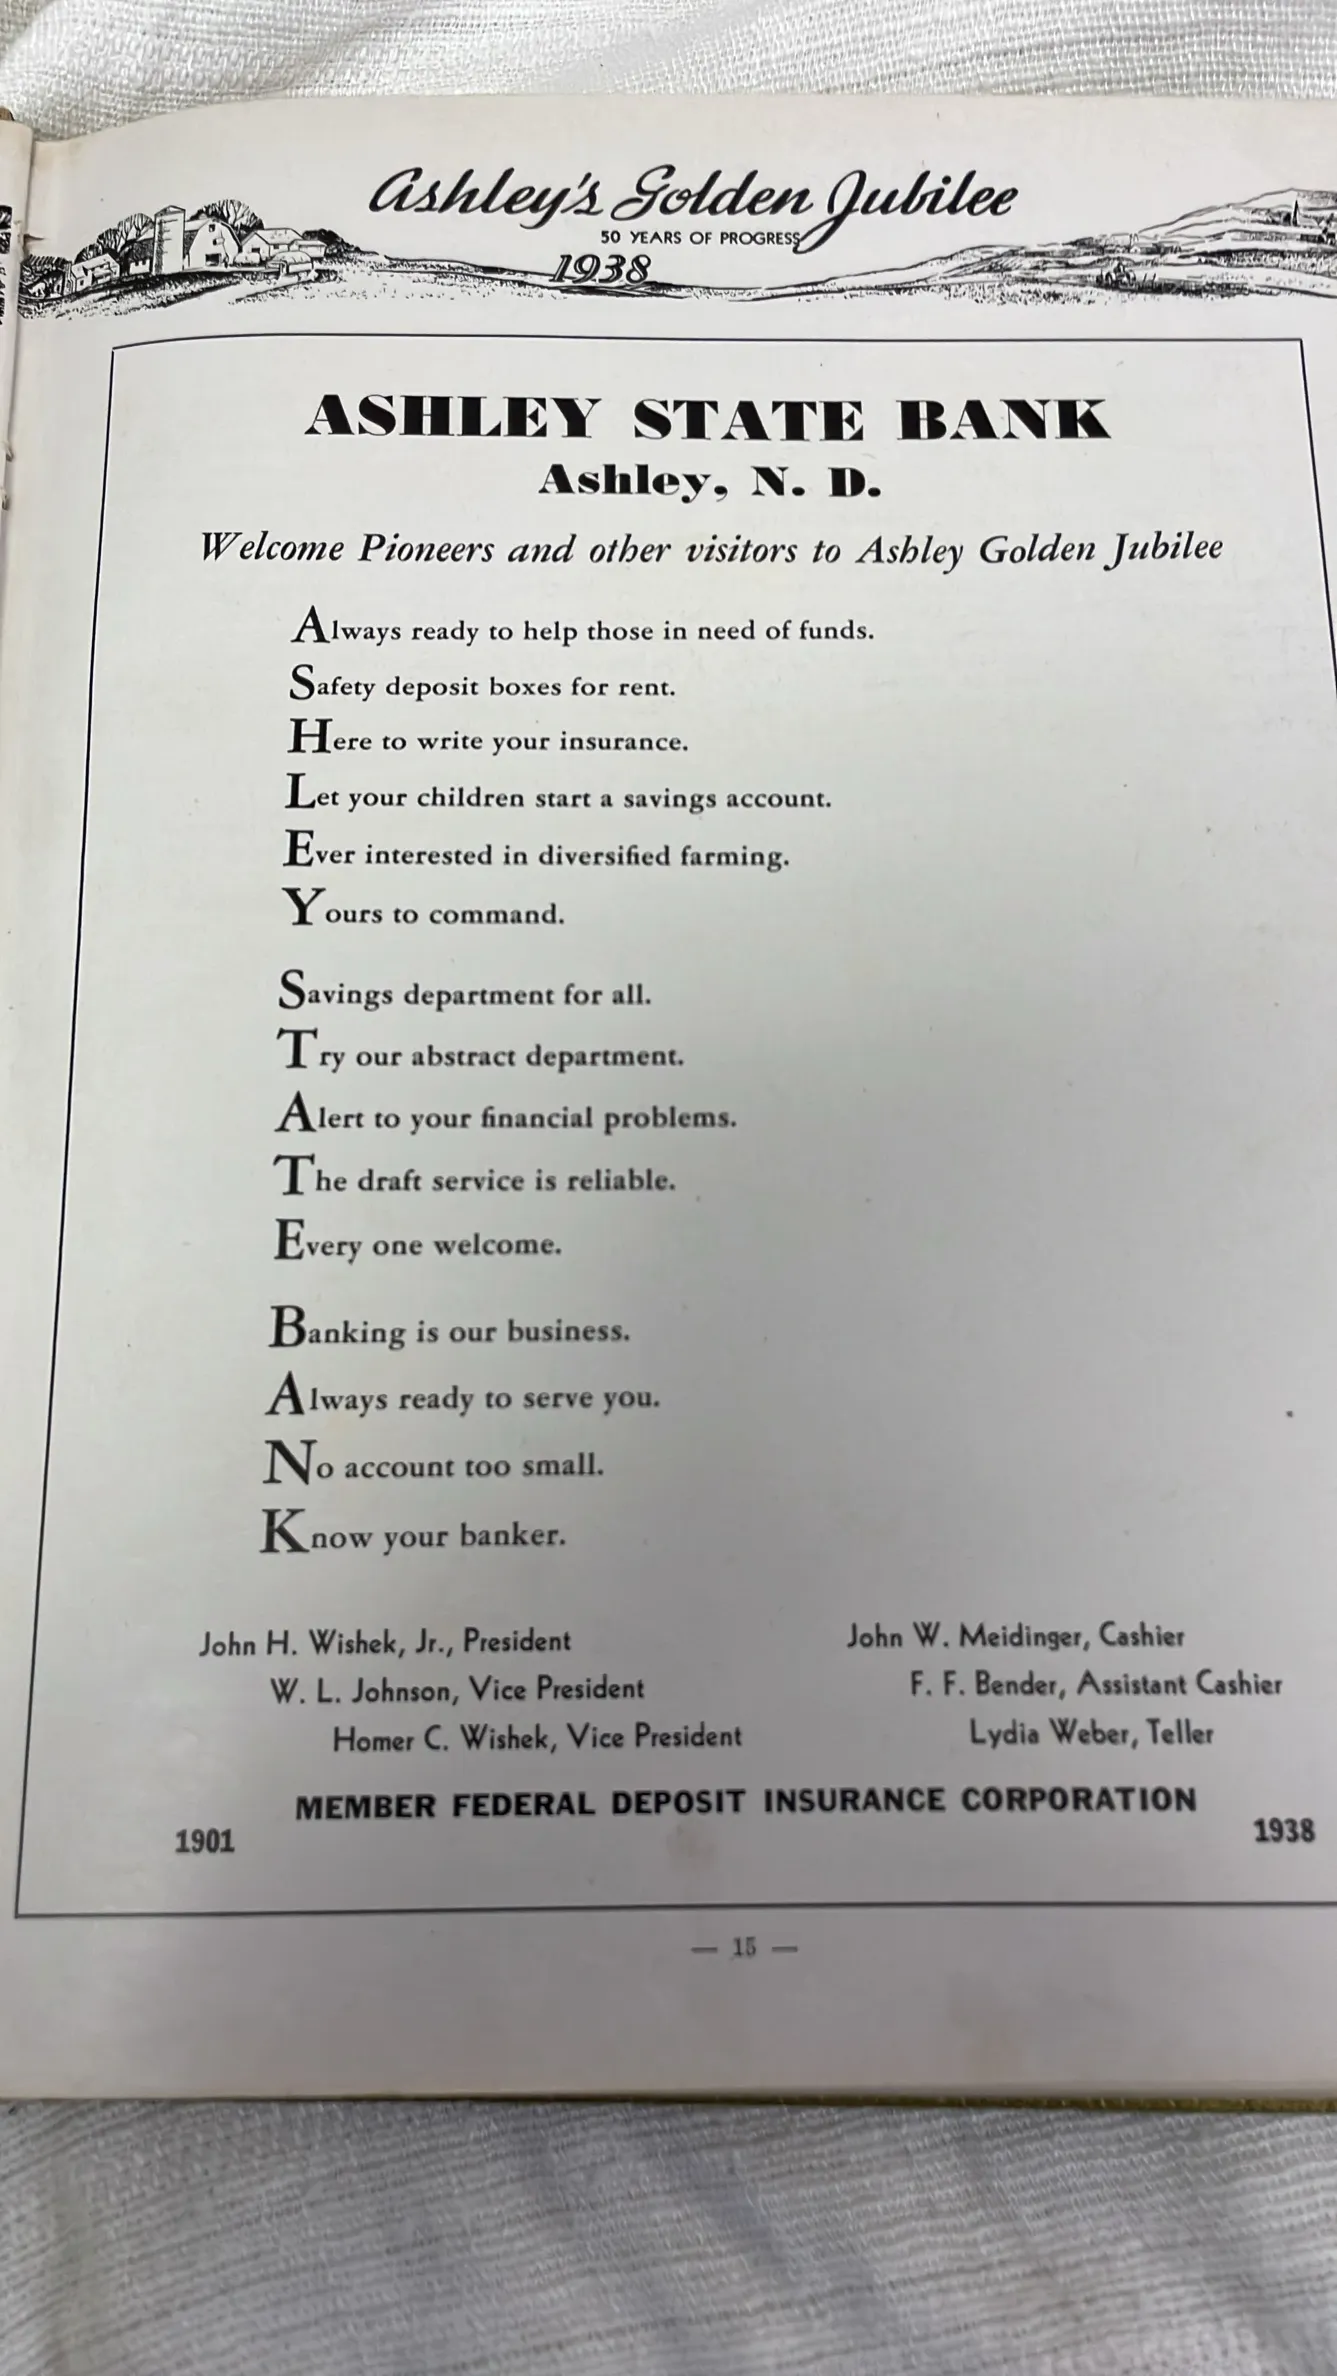 Ashley's Golden Jubilee
50 YEARS OF PROGRESS
1938
ASHLEY STATE BANK
Ashley, N. D.
Welcome Pioneers and other visitors to Ashley Golden Jubilee
Always ready to help those in need of funds.
Safety deposit boxes for rent.
Here to write your insurance.
Let your children start a savings account.
Ever interested in diversified farming.
Yours to command.
Savings department for all.
Try our abstract department.
Alert to your financial problems.
The draft service is reliable.
Every one welcome.
Banking is our business.
Always ready to serve you.
No account too small.
Know your banker.
John H. Wishek, Jr., President
W. L. Johnson, Vice President
Homer C. Wishek, Vice President
John W. Meidinger, Cashier
F. F. Bender, Assistant Cashier
Lydia Weber, Teller
MEMBER FEDERAL DEPOSIT INSURANCE CORPORATION
1901 1938
— 15 —